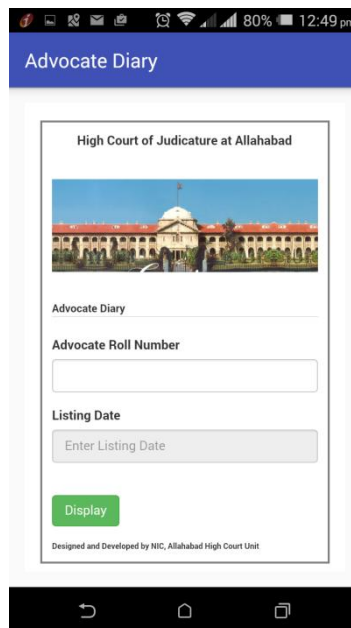 80% 12:49 pm
Advocate Diary
High Court of Judicature at Allahabad
Advocate Diary
Advocate Roll Number
Listing Date
Enter Listing Date
Display
Designed and Developed by NIC, Allahabad High Court Unit